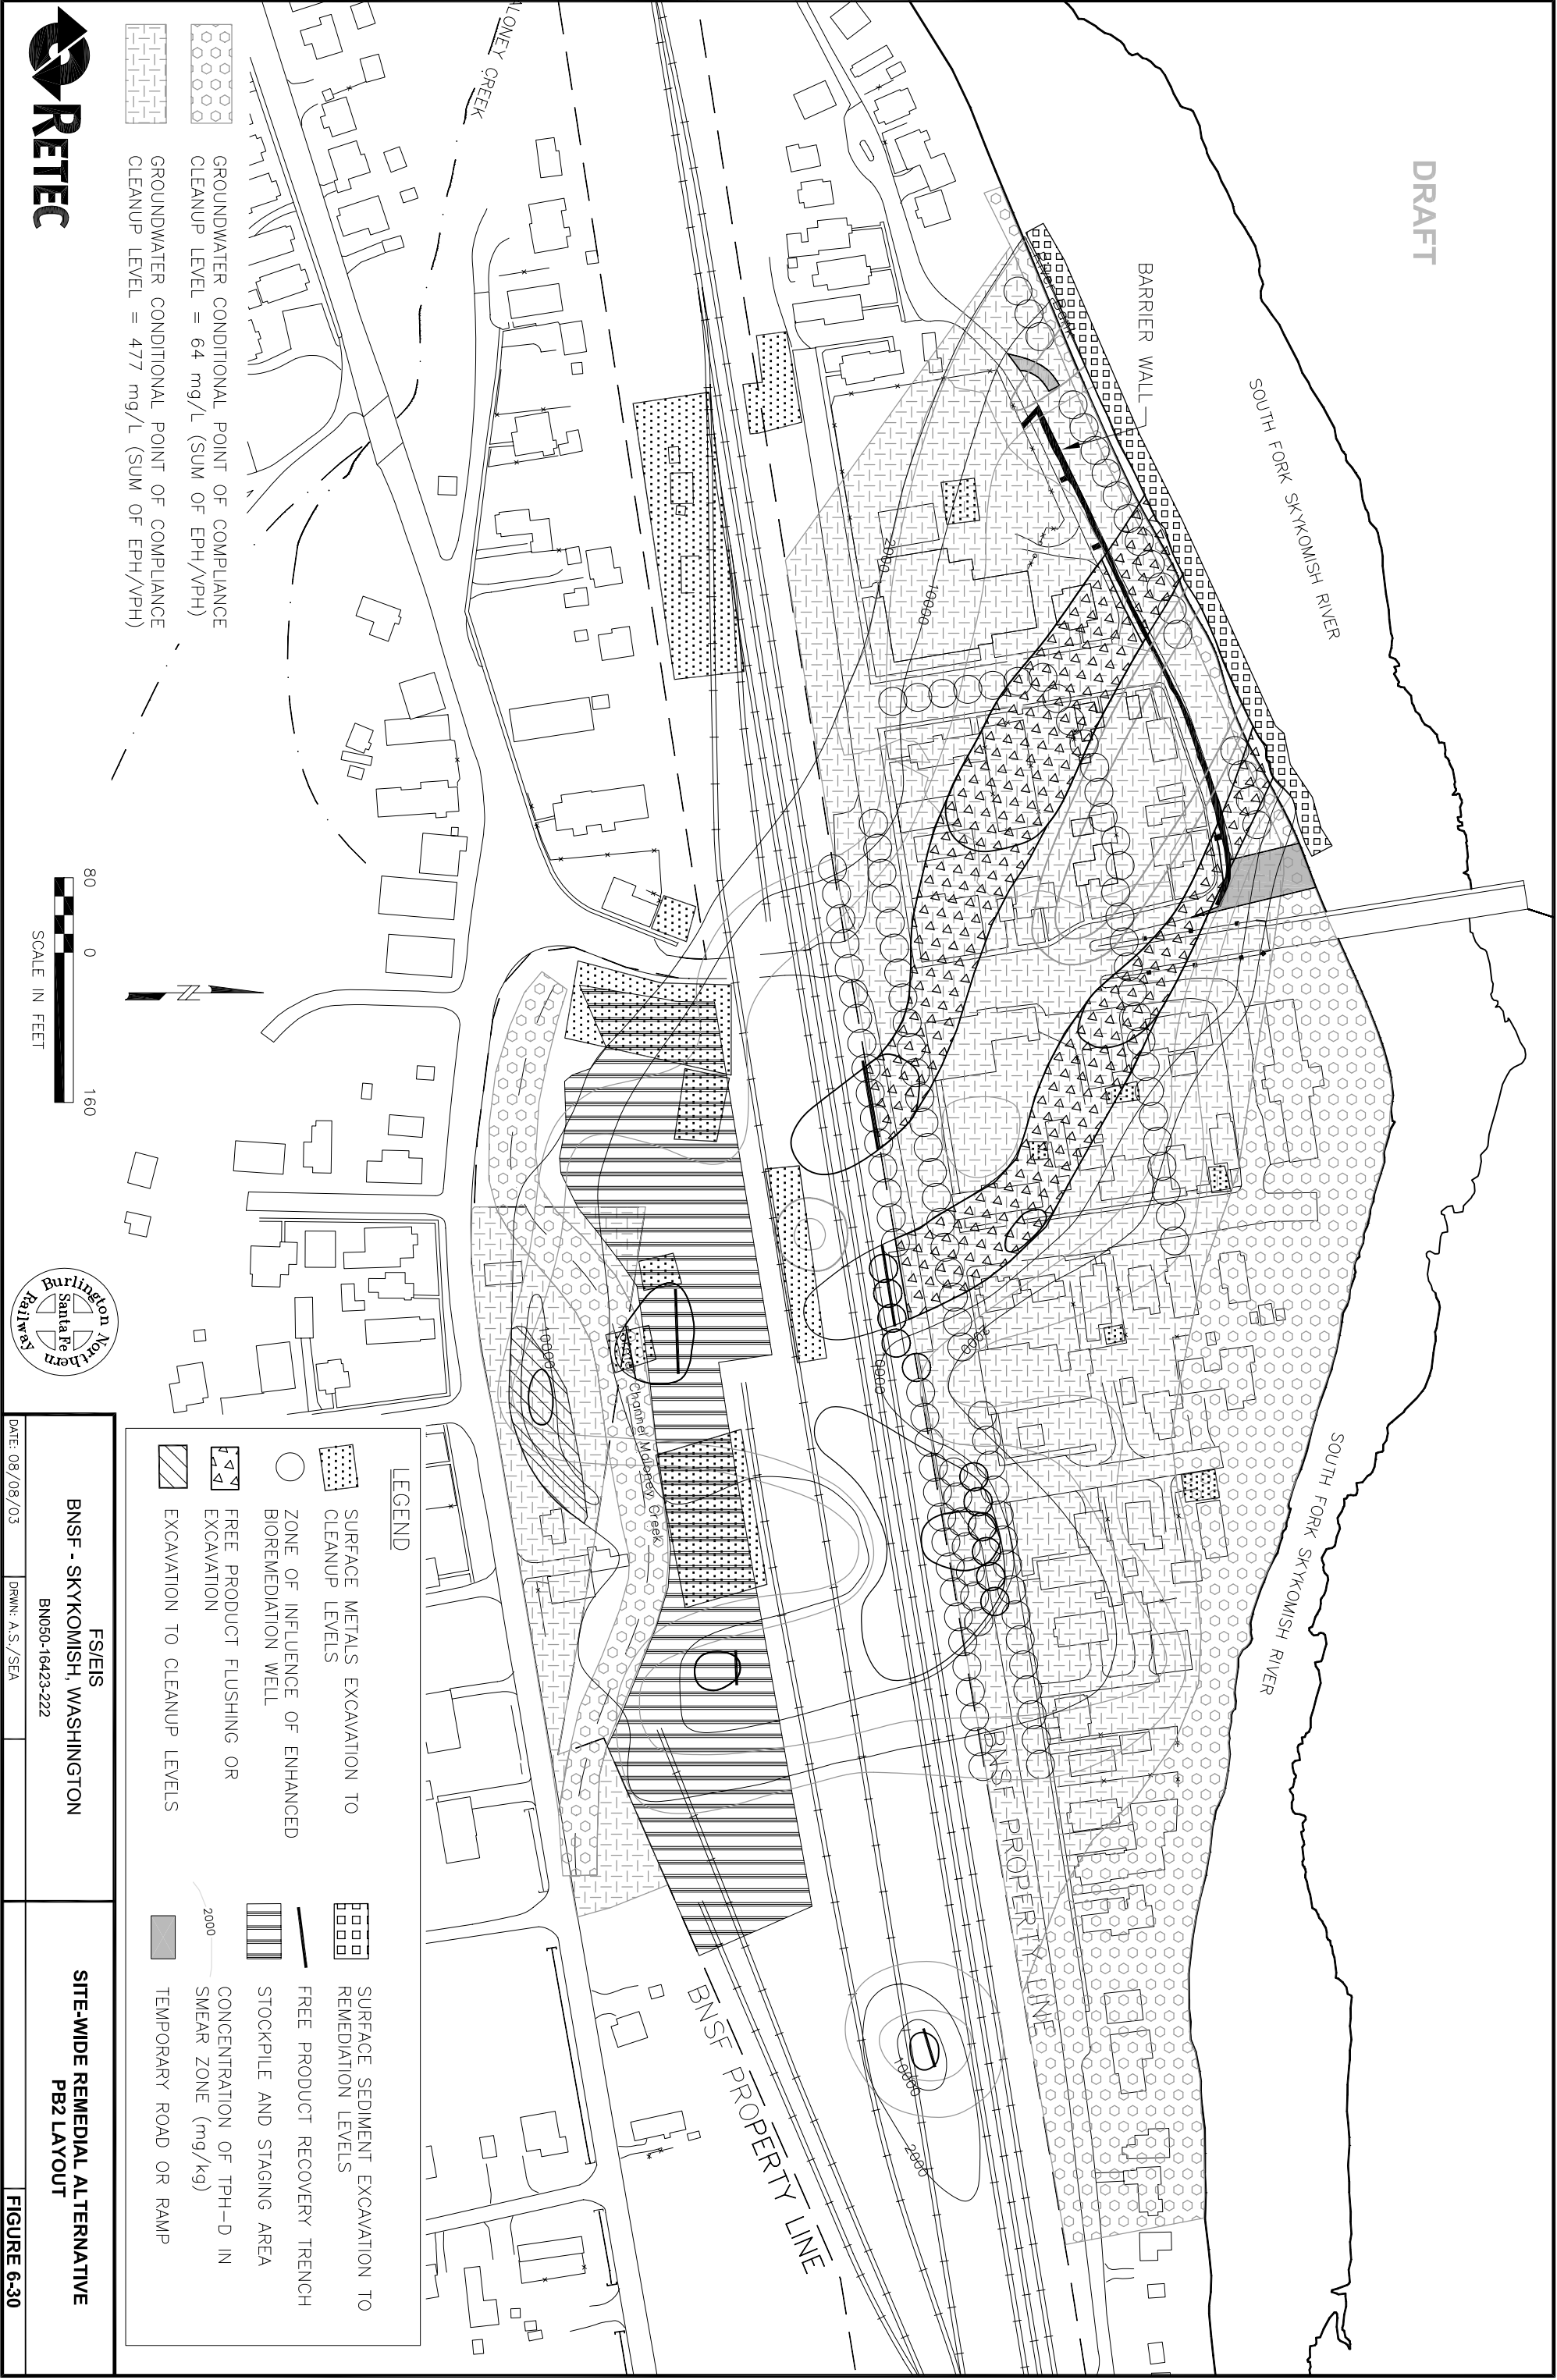 DRAFT
SOUTH FORK SKYKOMISH RIVER
BARRIER WALL
SOUTH FORK SKYKOMISH RIVER
LONEY CREEK
2000
10000
2000
10000
Channel Maloney Creek
10000
2000
BNSF PROPERTY LINE
BNSF PROPERTY LINE
RETEC
GROUNDWATER CONDITIONAL POINT OF COMPLIANCE
CLEANUP LEVEL = 64 mg/L (SUM OF EPH/VPH)
GROUNDWATER CONDITIONAL POINT OF COMPLIANCE
CLEANUP LEVEL = 477 mg/L (SUM OF EPH/VPH)
80 0 160
SCALE IN FEET
N
Burlington Northern
Santa Fe
Railway
LEGEND
SURFACE METALS EXCAVATION TO
CLEANUP LEVELS
ZONE OF INFLUENCE OF ENHANCED
BIOREMEDIATION WELL
FREE PRODUCT FLUSHING OR
EXCAVATION
EXCAVATION TO CLEANUP LEVELS
SURFACE SEDIMENT EXCAVATION TO
REMEDIATION LEVELS
FREE PRODUCT RECOVERY TRENCH
STOCKPILE AND STAGING AREA
2000
CONCENTRATION OF TPH-D IN
SMEAR ZONE (mg/kg)
TEMPORARY ROAD OR RAMP
FS/EIS
BNSF - SKYKOMISH, WASHINGTON
BN050-16423-222
DATE: 08/08/03
DRWN: A.S./SEA
SITE-WIDE REMEDIAL ALTERNATIVE
PB2 LAYOUT
FIGURE 6-30